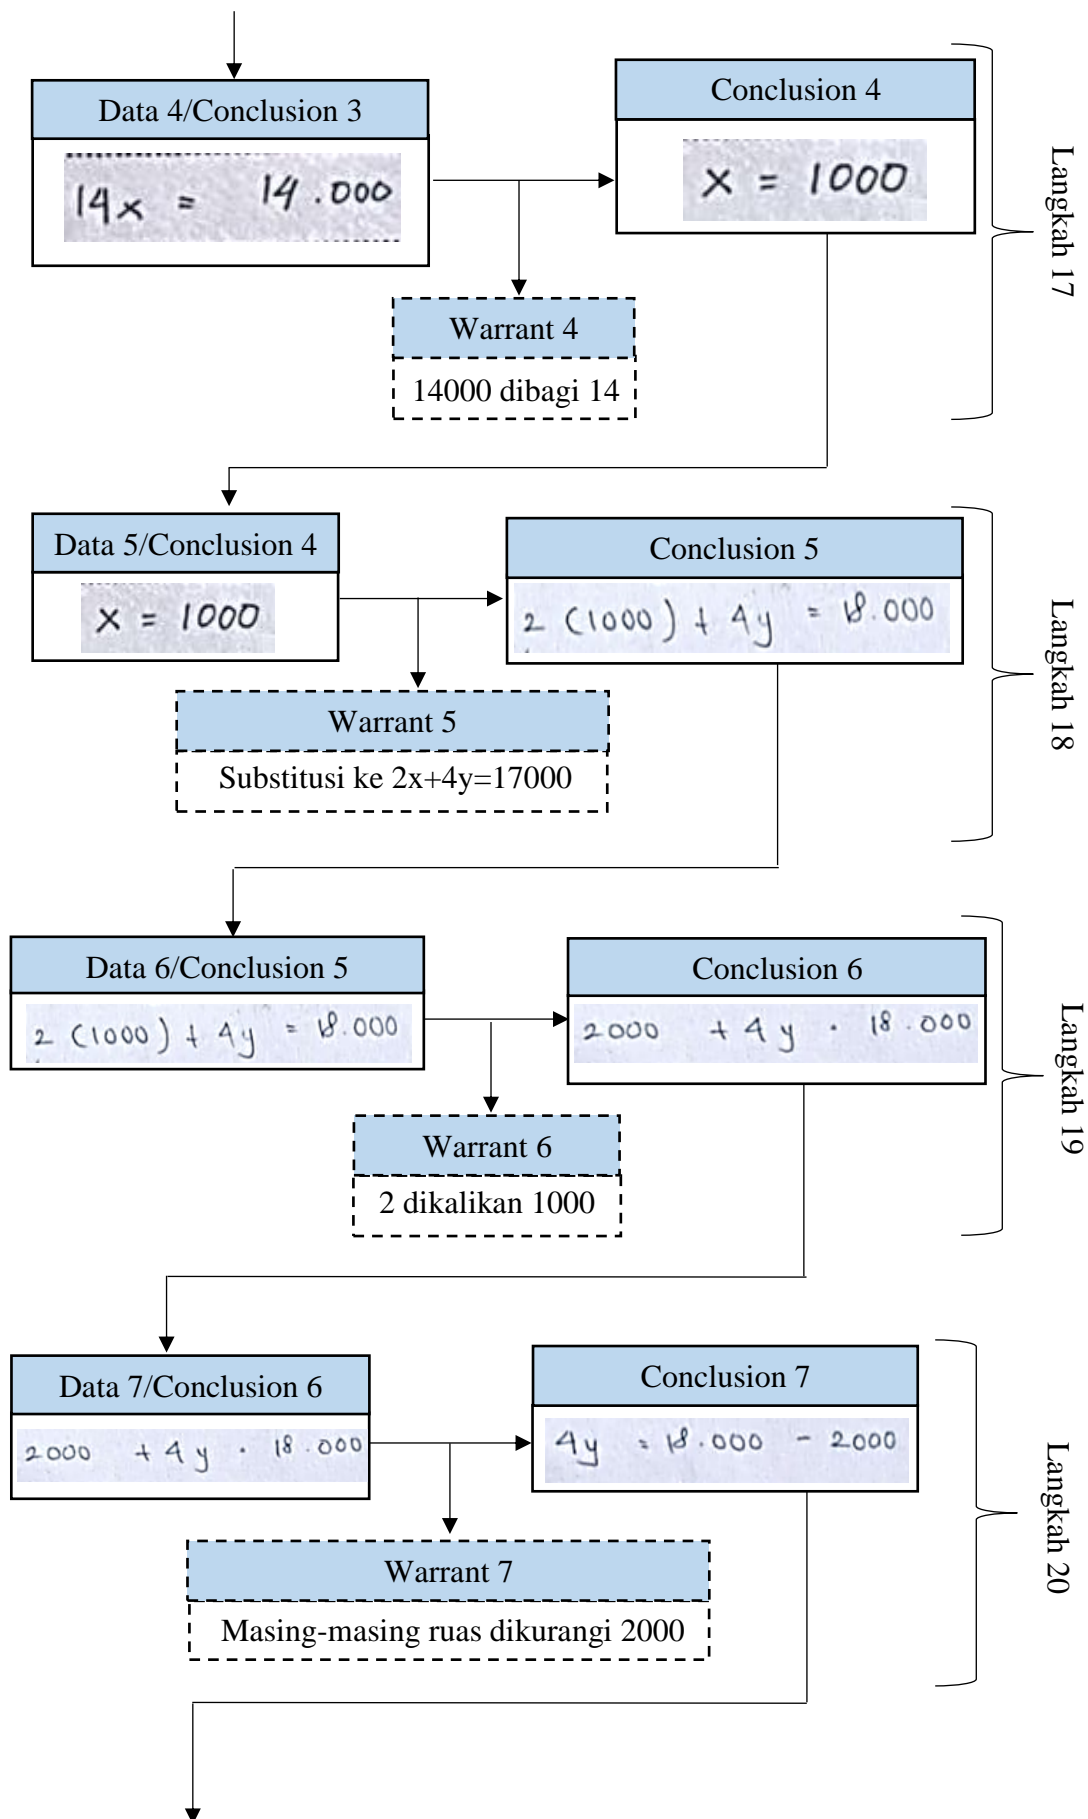 Data 4/Conclusion 3
14x = 14.000
Conclusion 4
x = 1000
Warrant 4
14000 dibagi 14
Langkah 17
Data 5/Conclusion 4
x = 1000
Conclusion 5
2 (1000) + 4y = 18.000
Warrant 5
Substitusi ke 2x+4y=17000
Langkah 18
Data 6/Conclusion 5
2 (1000) + 4y = 18.000
Conclusion 6
2000 + 4y · 18.000
Warrant 6
2 dikalikan 1000
Langkah 19
Data 7/Conclusion 6
2000 + 4y · 18.000
Conclusion 7
4y = 18.000 - 2000
Warrant 7
Masing-masing ruas dikurangi 2000
Langkah 20